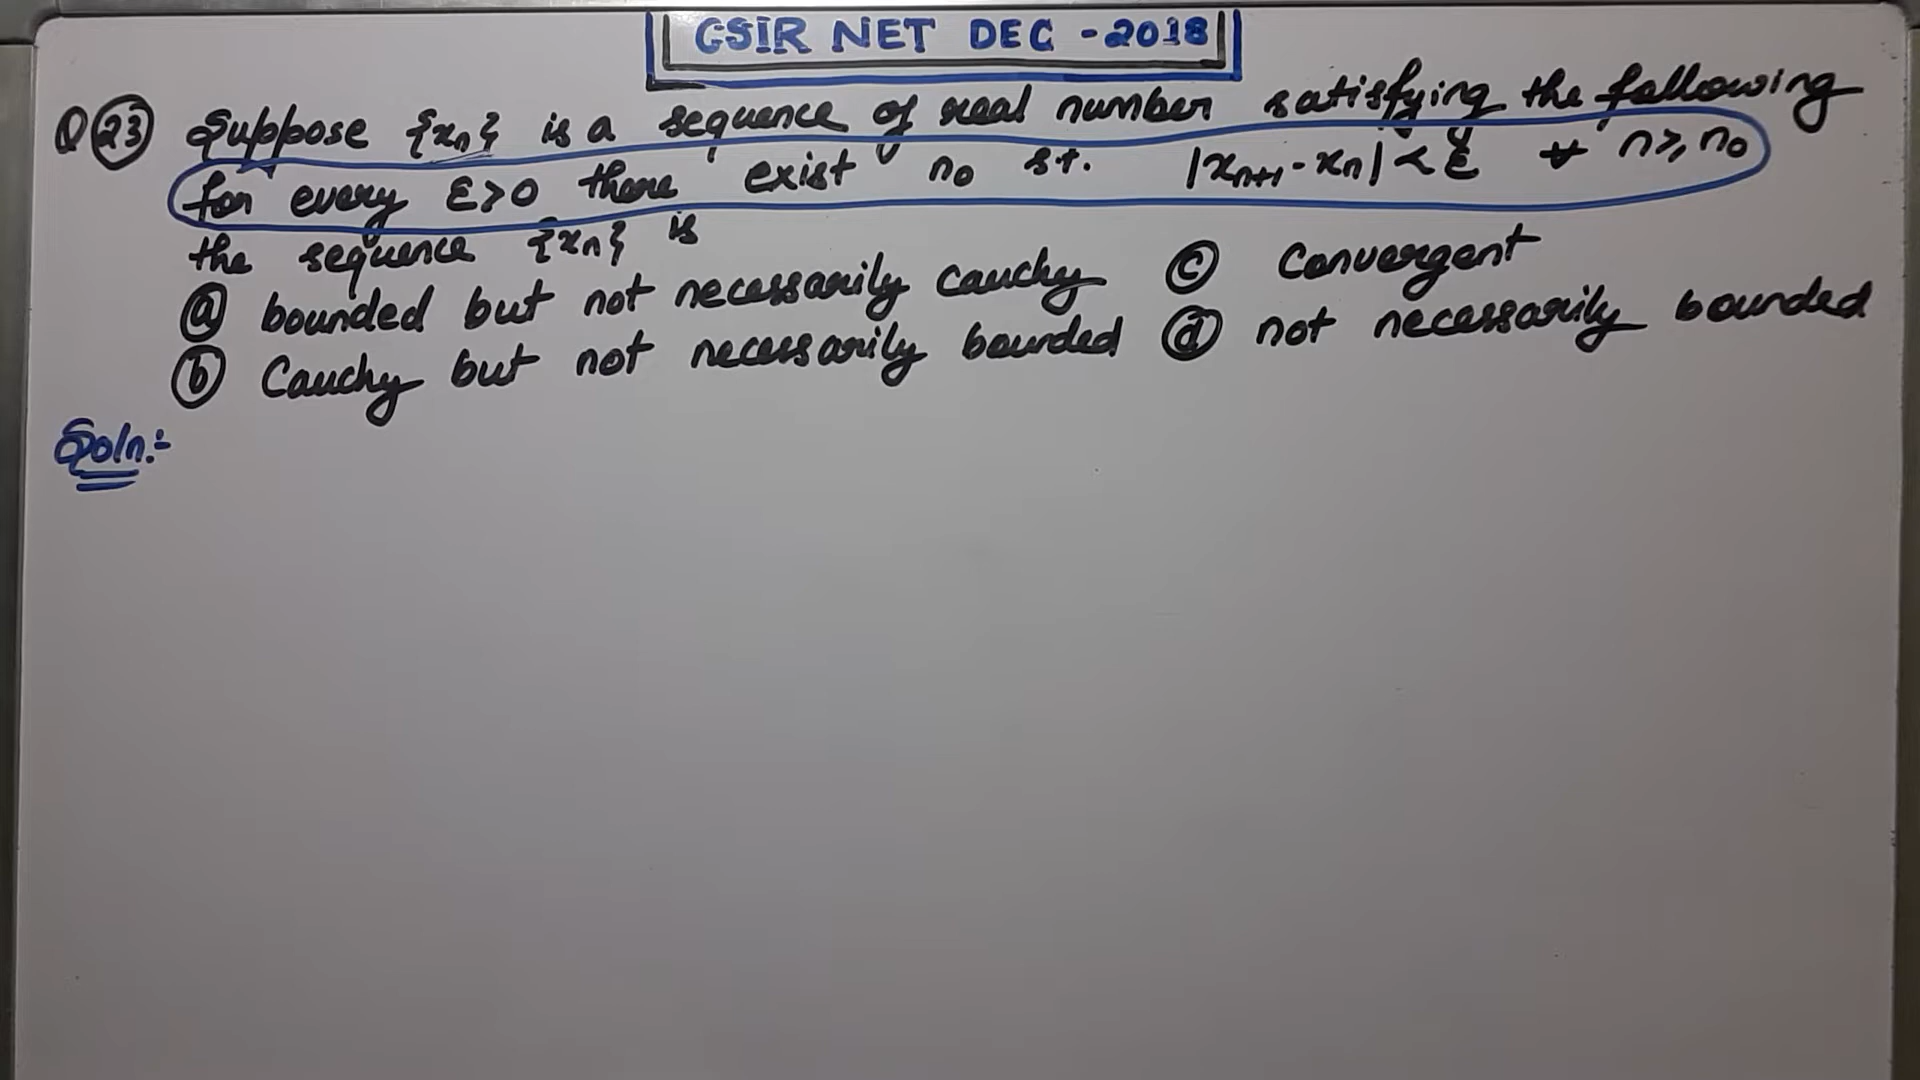 CSIR NET DEC - 2018
Q 23 Suppose {xn} is a sequence of real number satisfying the following
for every ε>0 there exist n₀ s.t. |xₙ₊₁ - xₙ| < ε ∀ n ≥ n₀
the sequence {xn} is
ⓐ bounded but not necessarily cauchy ⓒ Convergent
ⓑ Cauchy but not necessarily bounded ⓓ not necessarily bounded
Soln:-